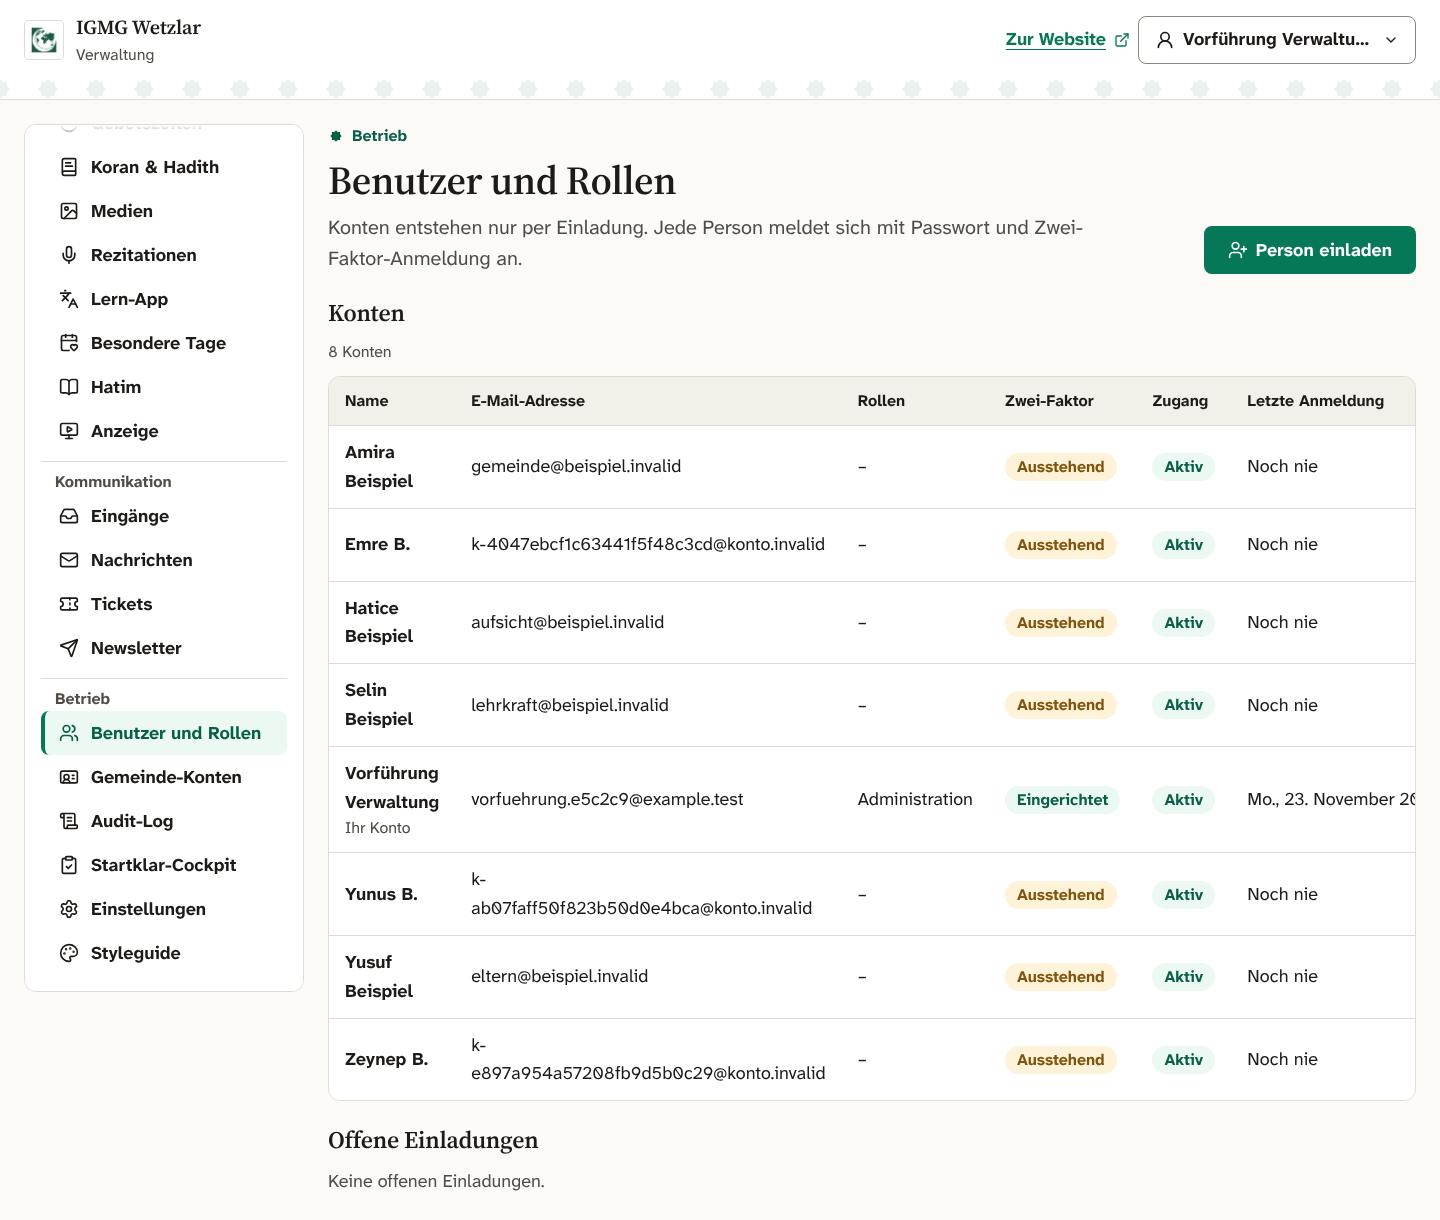 IGMG Wetzlar
Verwaltung
Zur Website
Vorführung Verwaltu...
Koran & Hadith
Medien
Rezitationen
Lern-App
Besondere Tage
Hatim
Anzeige
Kommunikation
Eingänge
Nachrichten
Tickets
Newsletter
Betrieb
Benutzer und Rollen
Gemeinde-Konten
Audit-Log
Startklar-Cockpit
Einstellungen
Styleguide
Betrieb
Benutzer und Rollen
Konten entstehen nur per Einladung. Jede Person meldet sich mit Passwort und Zwei-
Faktor-Anmeldung an.
Person einladen
Konten
8 Konten
Name E-Mail-Adresse Rollen Zwei-Faktor Zugang Letzte Anmeldung
Amira
Beispiel
gemeinde@beispiel.invalid – Ausstehend Aktiv Noch nie
Emre B. k-4047ebcf1c63441f5f48c3cd@konto.invalid – Ausstehend Aktiv Noch nie
Hatice
Beispiel
aufsicht@beispiel.invalid – Ausstehend Aktiv Noch nie
Selin
Beispiel
lehrkraft@beispiel.invalid – Ausstehend Aktiv Noch nie
Vorführung
Verwaltung
Ihr Konto
vorfuehrung.e5c2c9@example.test Administration Eingerichtet Aktiv Mo., 23. November
Yunus B.
k-
ab07faff50f823b50d0e4bca@konto.invalid
– Ausstehend Aktiv Noch nie
Yusuf
Beispiel
eltern@beispiel.invalid – Ausstehend Aktiv Noch nie
Zeynep B.
k-
e897a954a57208fb9d5b0c29@konto.invalid
– Ausstehend Aktiv Noch nie
Offene Einladungen
Keine offenen Einladungen.